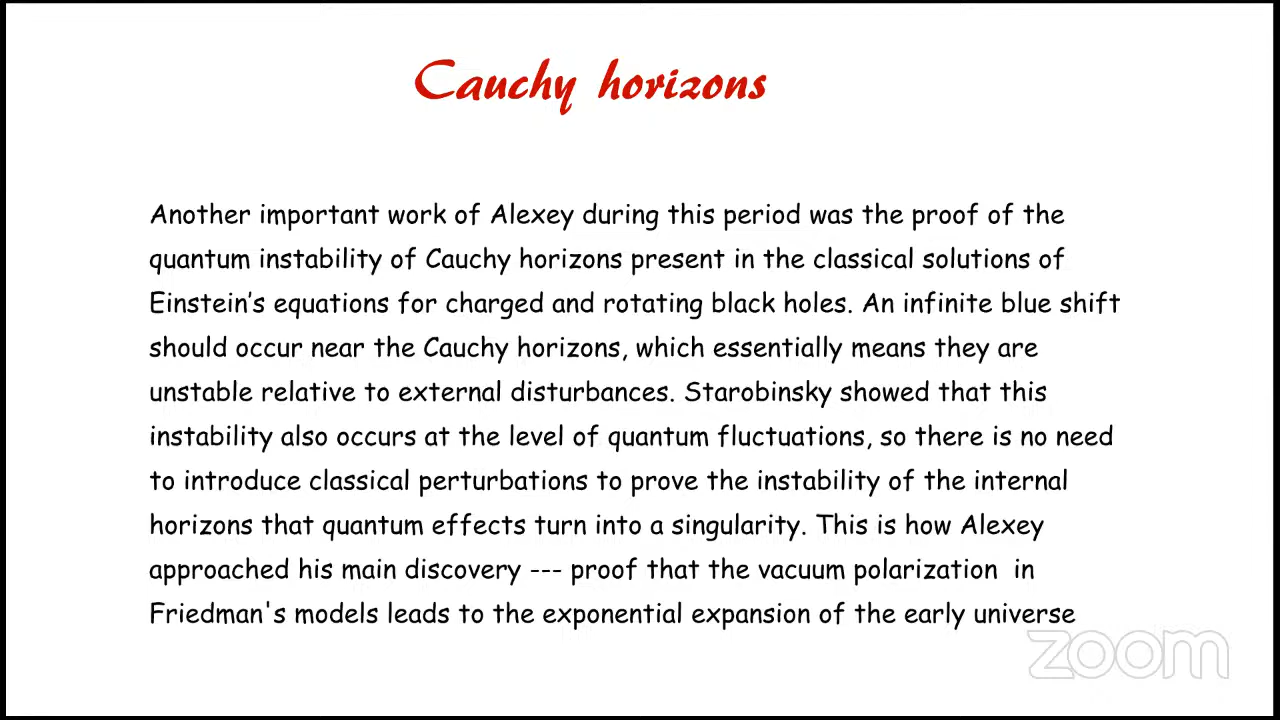 Cauchy horizons
Another important work of Alexey during this period was the proof of the
quantum instability of Cauchy horizons present in the classical solutions of
Einstein's equations for charged and rotating black holes. An infinite blue shift
should occur near the Cauchy horizons, which essentially means they are
unstable relative to external disturbances. Starobinsky showed that this
instability also occurs at the level of quantum fluctuations, so there is no need
to introduce classical perturbations to prove the instability of the internal
horizons that quantum effects turn into a singularity. This is how Alexey
approached his main discovery --- proof that the vacuum polarization  in
Friedman's models leads to the exponential expansion of the early universe
zoom